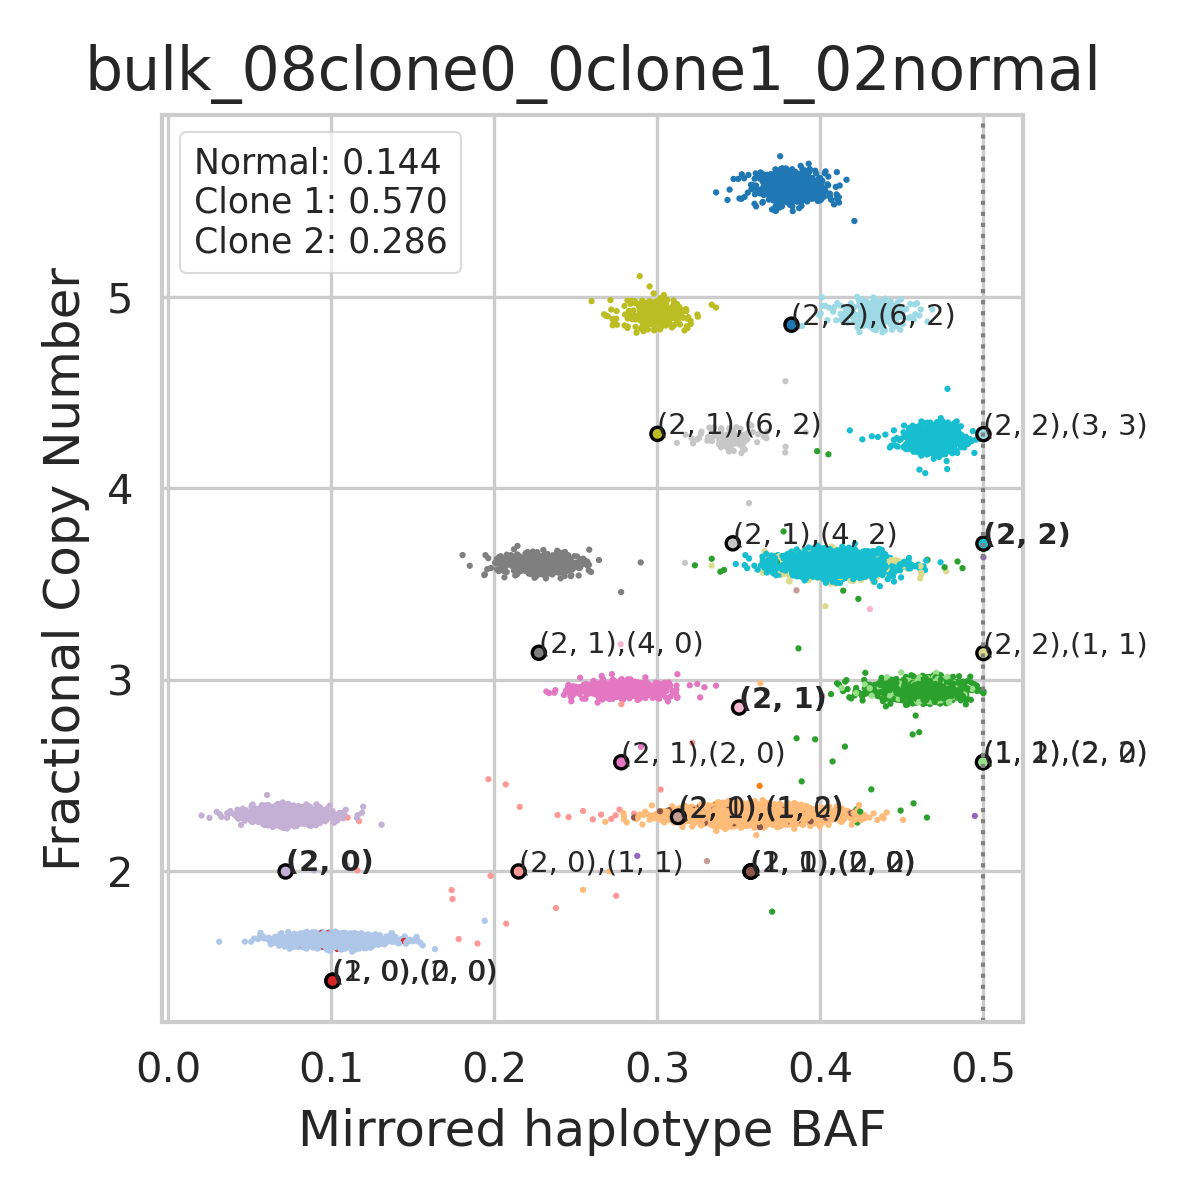 bulk_08clone0_0clone1_02normal
Normal: 0.144
Clone 1: 0.570
Clone 2: 0.286
Fractional Copy Number
5
4
3
2
(2, 2),(6, 2)
(2, 1),(6, 2)
(2, 2),(3, 3)
(2, 1),(4, 2)
(2, 2)
(2, 1),(4, 0)
(2, 2),(1, 1)
(2, 1)
(2, 1),(2, 0)
(2, 0)
(2, 0),(1, 1)
0.0
0.1
0.2
0.3
0.4
0.5
Mirrored haplotype BAF